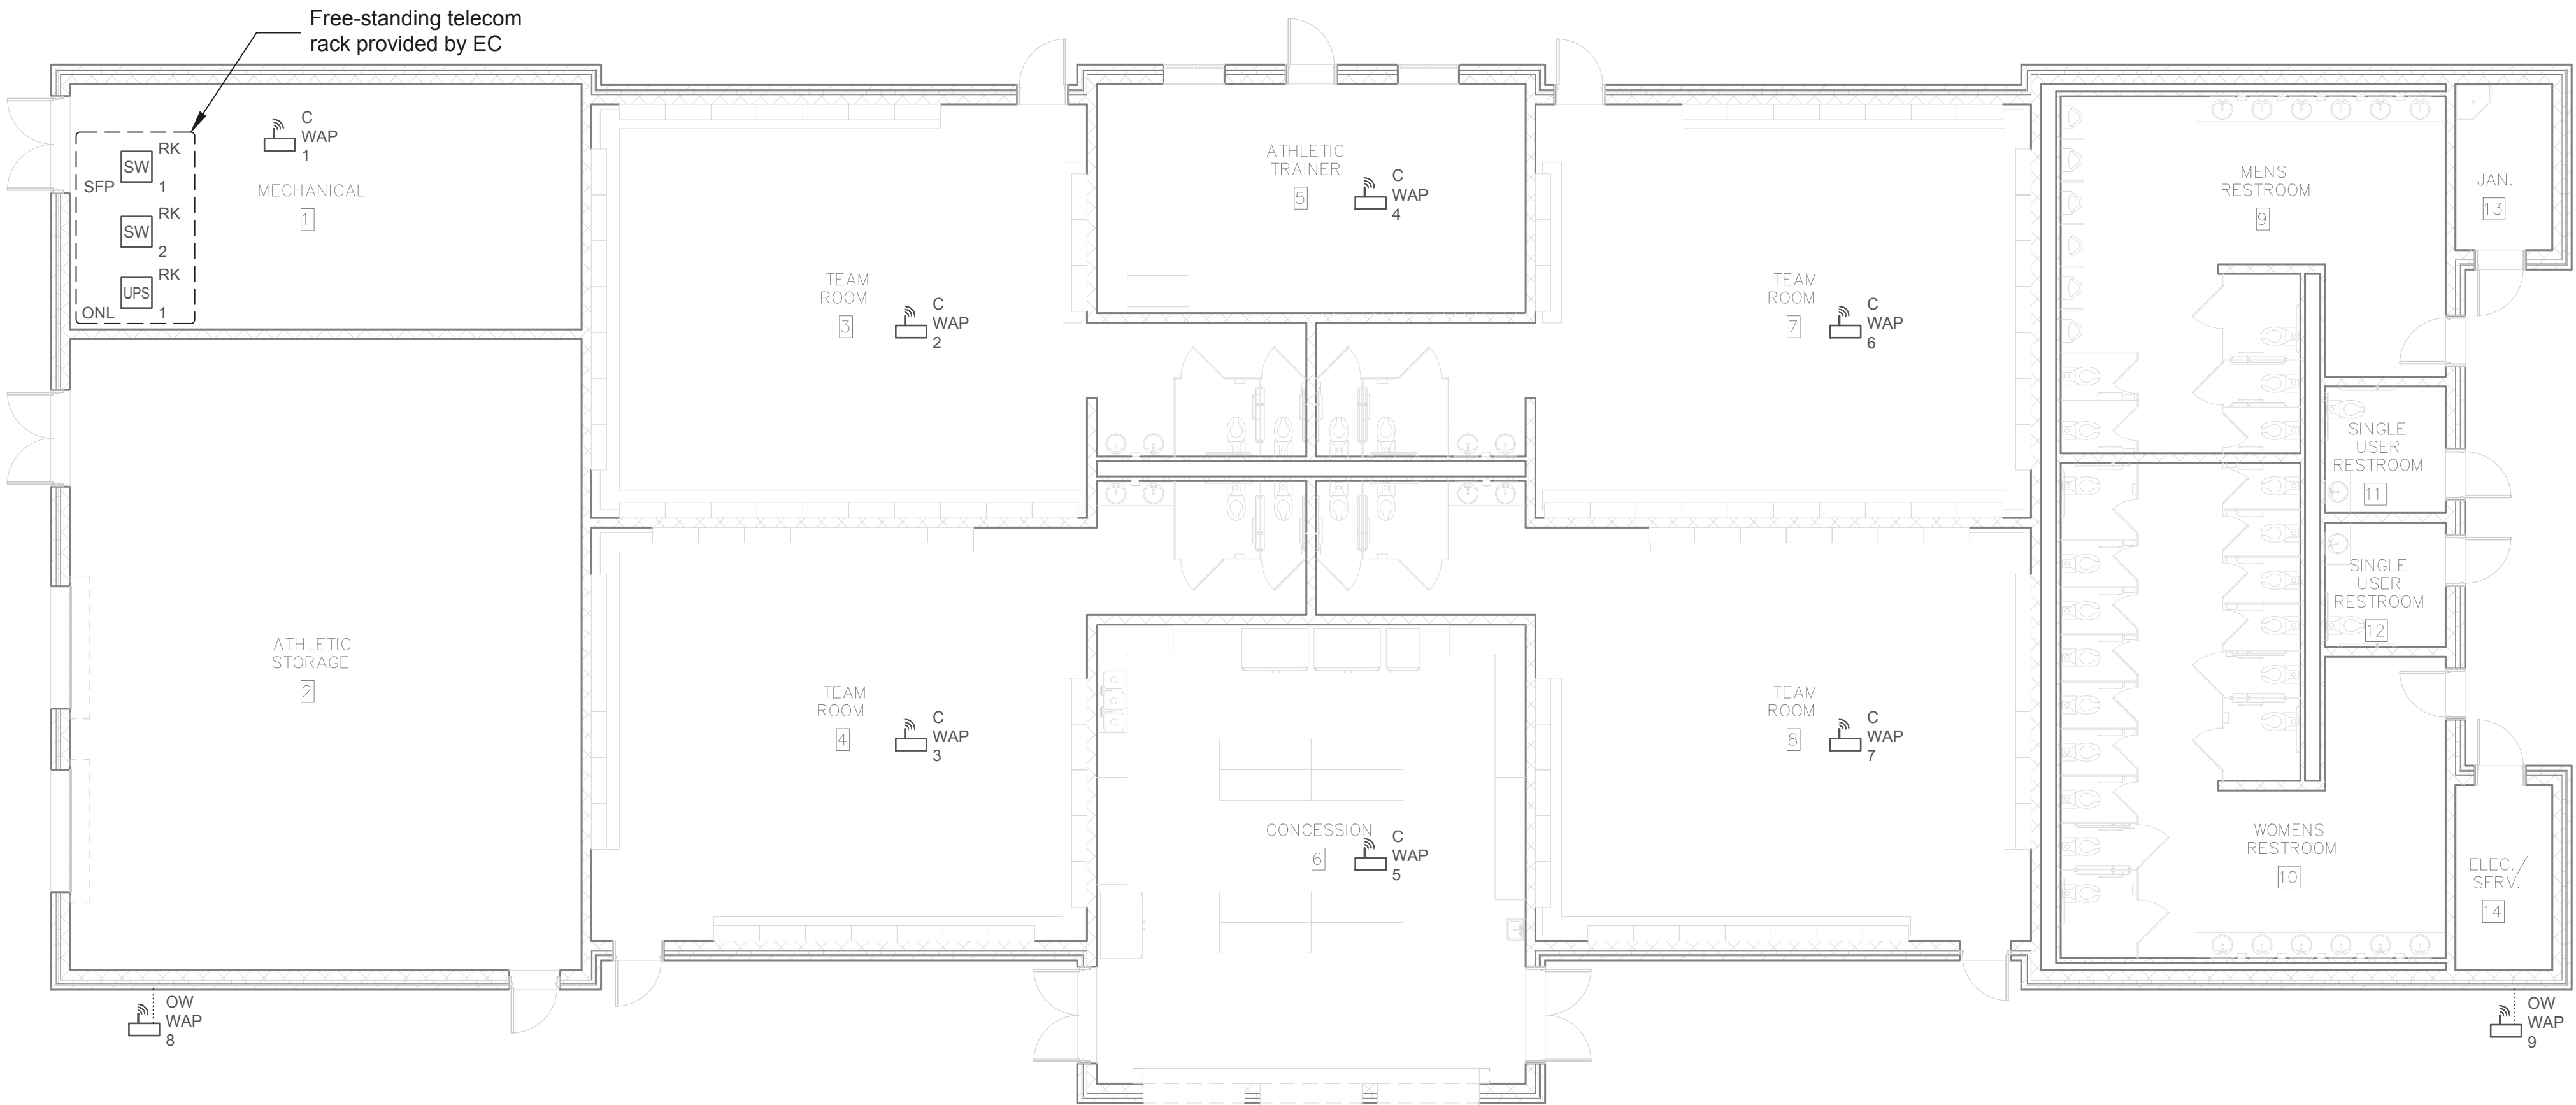 Free-standing telecom
rack provided by EC
RK
SW
SFP
1
RK
SW
2
RK
UPS
ONL
1
C
WAP
1
MECHANICAL
1
ATHLETIC
STORAGE
2
TEAM
ROOM
3
C
WAP
2
TEAM
ROOM
4
C
WAP
3
ATHLETIC
TRAINER
5
C
WAP
4
CONCESSION
6
C
WAP
5
TEAM
ROOM
7
C
WAP
6
TEAM
ROOM
8
C
WAP
7
MENS
RESTROOM
9
WOMENS
RESTROOM
10
SINGLE
USER
RESTROOM
11
SINGLE
USER
RESTROOM
12
JAN.
13
ELEC./
SERV.
14
OW
WAP
8
OW
WAP
9